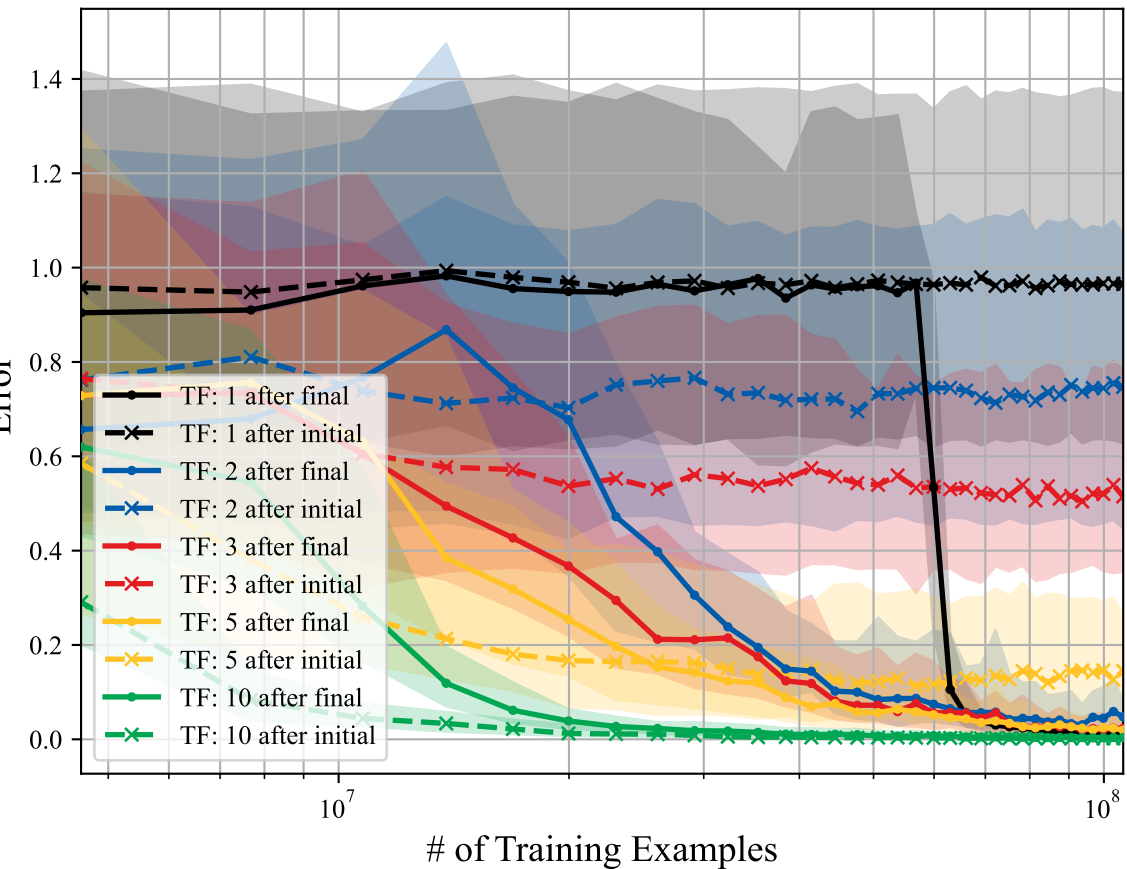 1.4
1.2
1.0
0.8
0.6
0.4
0.2
0.0
TF: 1 after final
TF: 1 after initial
TF: 2 after final
TF: 2 after initial
TF: 3 after final
TF: 3 after initial
TF: 5 after final
TF: 5 after initial
TF: 10 after final
TF: 10 after initial
10⁷
10⁸
# of Training Examples